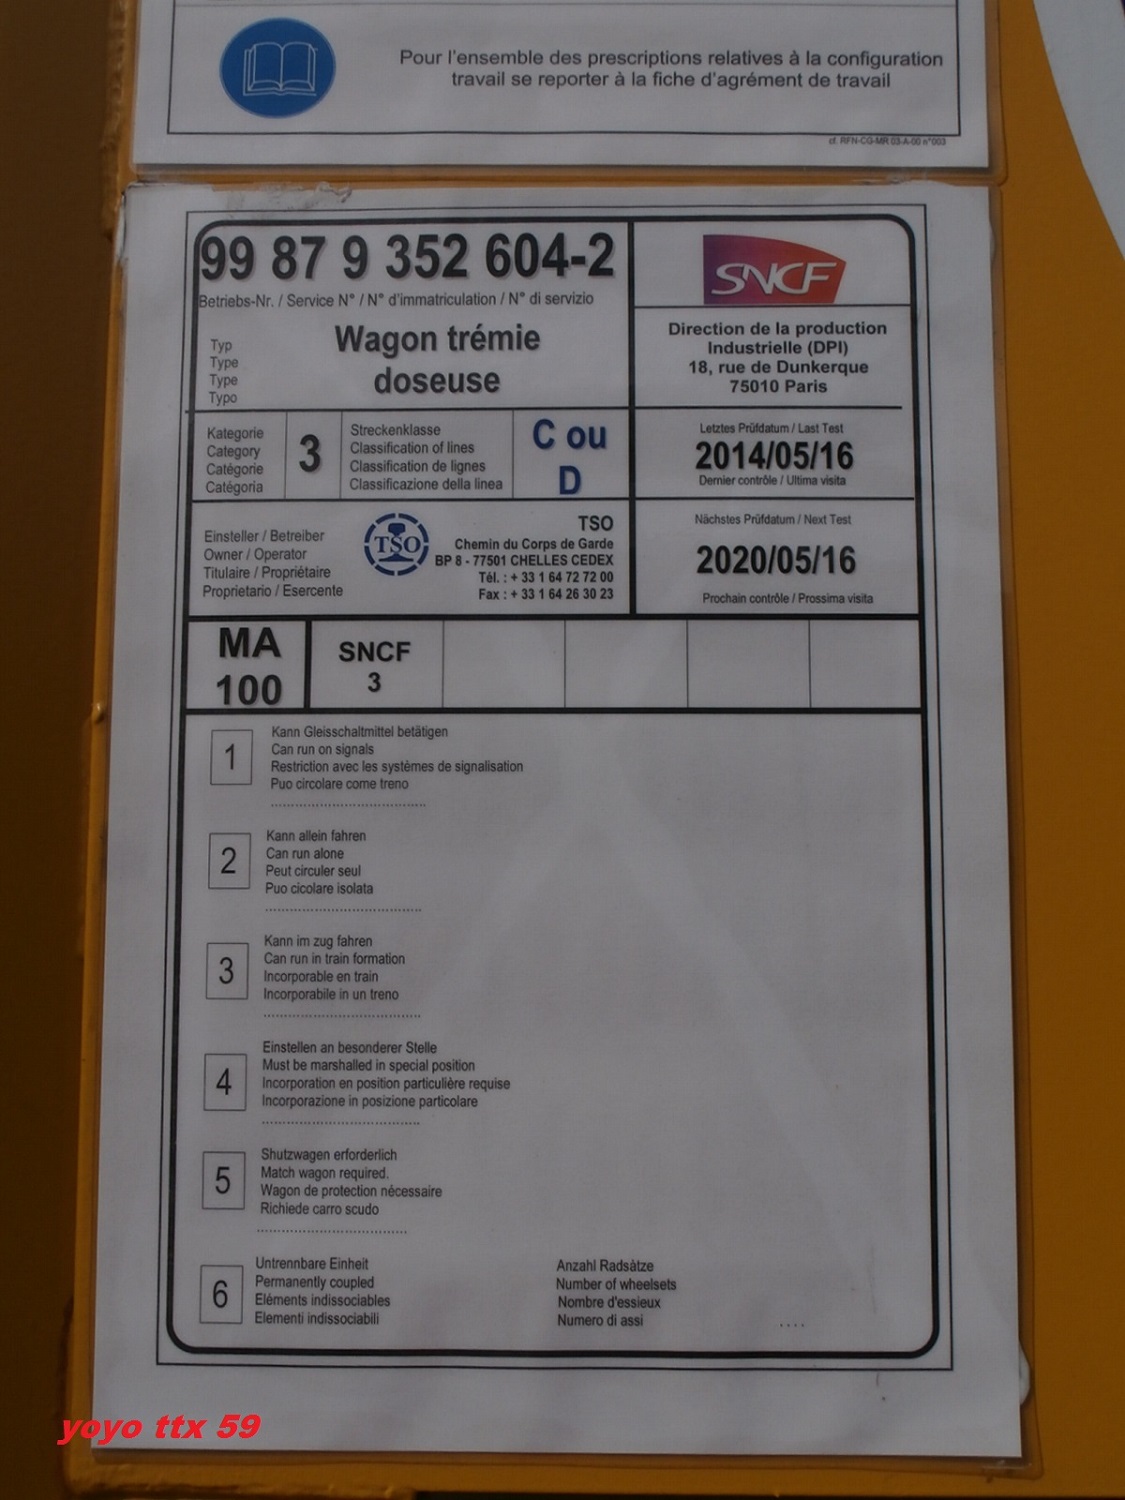 Pour l'ensemble des prescriptions relatives à la configuration
travail se reporter à la fiche d'agrément de travail
cf. RFN-CG-MR 03-A-00 n°003
99 87 9 352 604-2
Betriebs-Nr. / Service N° / N° d'immatriculation / N° di servizio
SNCF
Typ
Type
Type
Typo
Wagon trémie
doseuse
Direction de la production
Industrielle (DPI)
18, rue de Dunkerque
75010 Paris
Kategorie
Category
Catégorie
Catégoria
3
Streckenklasse
Classification of lines
Classification de lignes
Classificazione della linea
C ou
D
Letztes Prüfdatum / Last Test
2014/05/16
Dernier contrôle / Ultima visita
Einsteller / Betreiber
Owner / Operator
Titulaire / Propriétaire
Proprietario / Esercente
TSO
TSO
Chemin du Corps de Garde
BP 8 - 77501 CHELLES CEDEX
Tél. : + 33 1 64 72 72 00
Fax : + 33 1 64 26 30 23
Nächstes Prüfdatum / Next Test
2020/05/16
Prochain contrôle / Prossima visita
MA
100
SNCF
3
1
Kann Gleisschaltmittel betätigen
Can run on signals
Restriction avec les systèmes de signalisation
Puo circolare come treno
2
Kann allein fahren
Can run alone
Peut circuler seul
Puo cicolare isolata
3
Kann im zug fahren
Can run in train formation
Incorporable en train
Incorporabile in un treno
4
Einstellen an besonderer Stelle
Must be marshalled in special position
Incorporation en position particulière requise
Incorporazione in posizione particolare
5
Shutzwagen erforderlich
Match wagon required.
Wagon de protection nécessaire
Richiede carro scudo
6
Untrennbare Einheit
Permanently coupled
Eléments indissociables
Elementi indissociabili
Anzahl Radsàtze
Number of wheelsets
Nombre d'essieux
Numero di assi
....
yoyo ttx 59